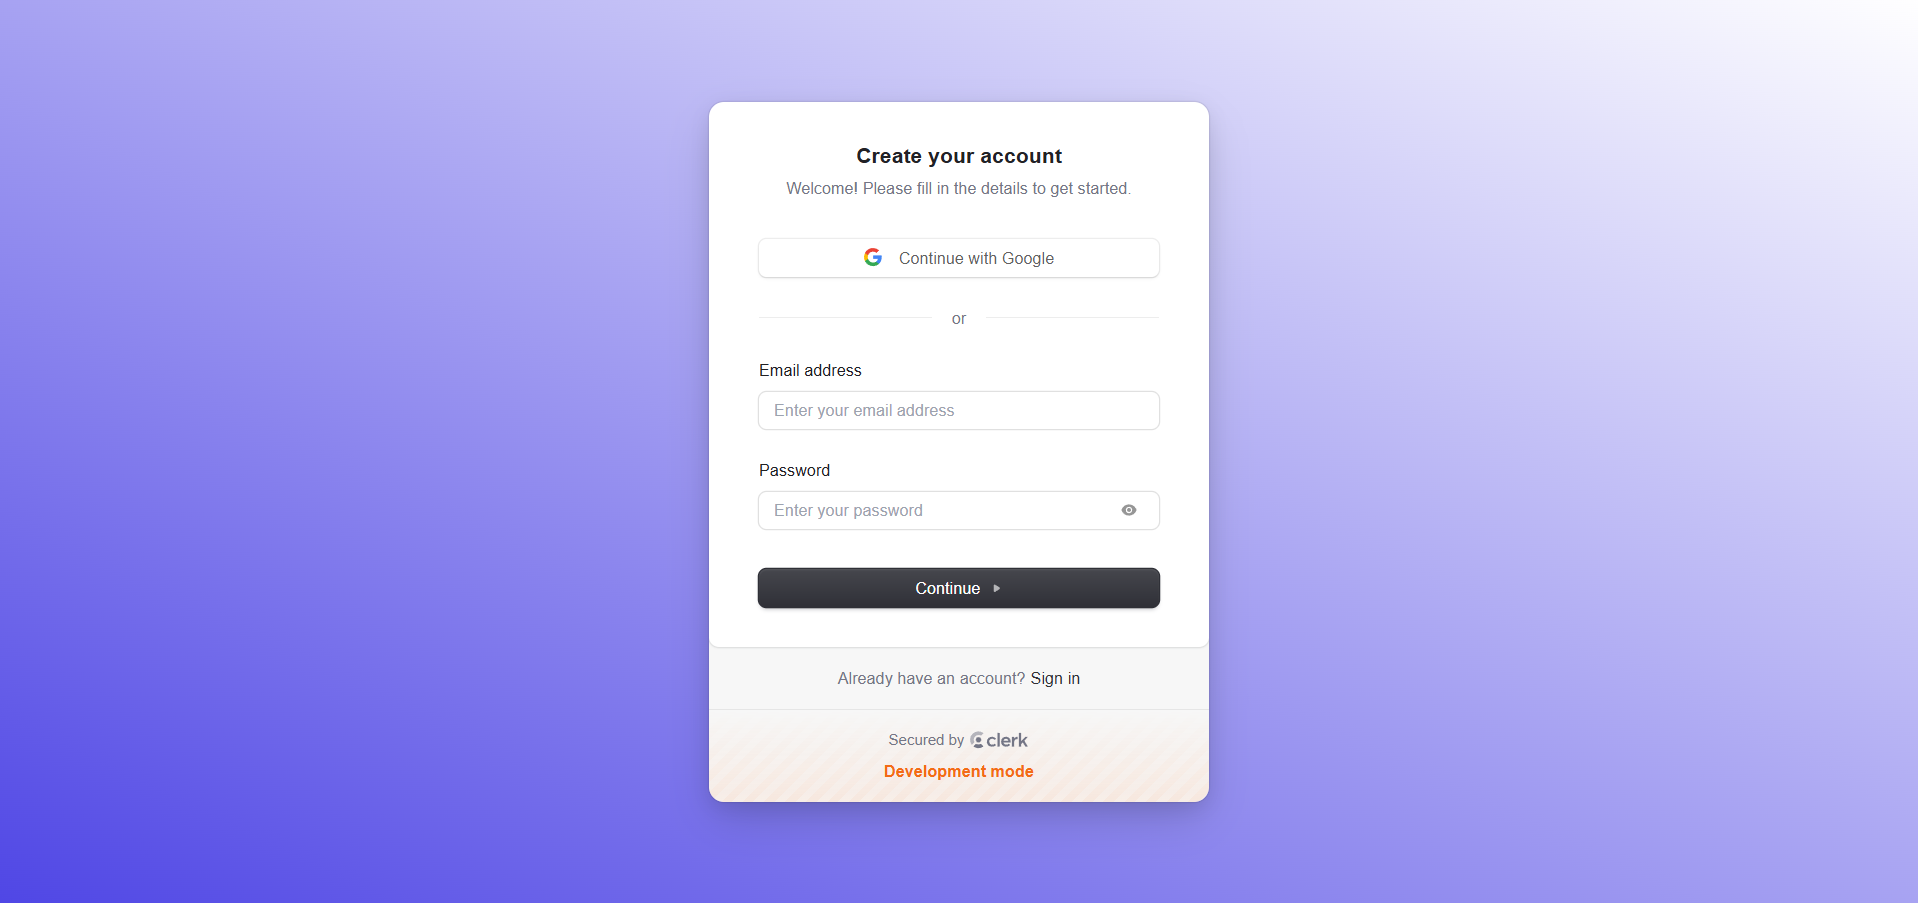 Create your account
Welcome! Please fill in the details to get started.
Continue with Google
or
Email address
Enter your email address
Password
Enter your password
Continue
Already have an account? Sign in
Secured by clerk
Development mode